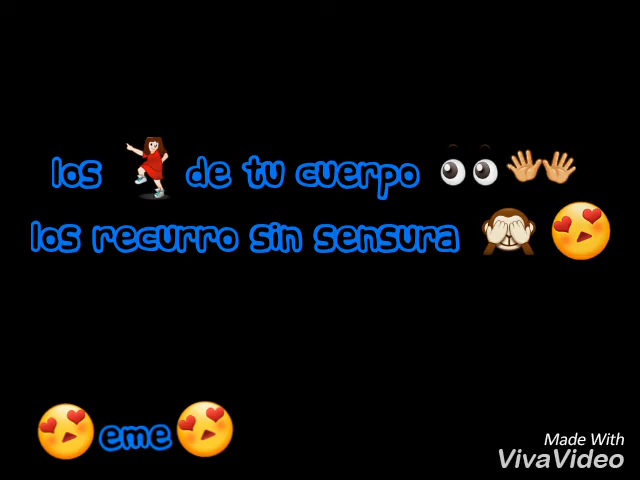 los 💃 de tu cuerpo 👀 👐
los recurro sin sensura 🙈 😍
😍 eme 😍
Made With
VivaVideo